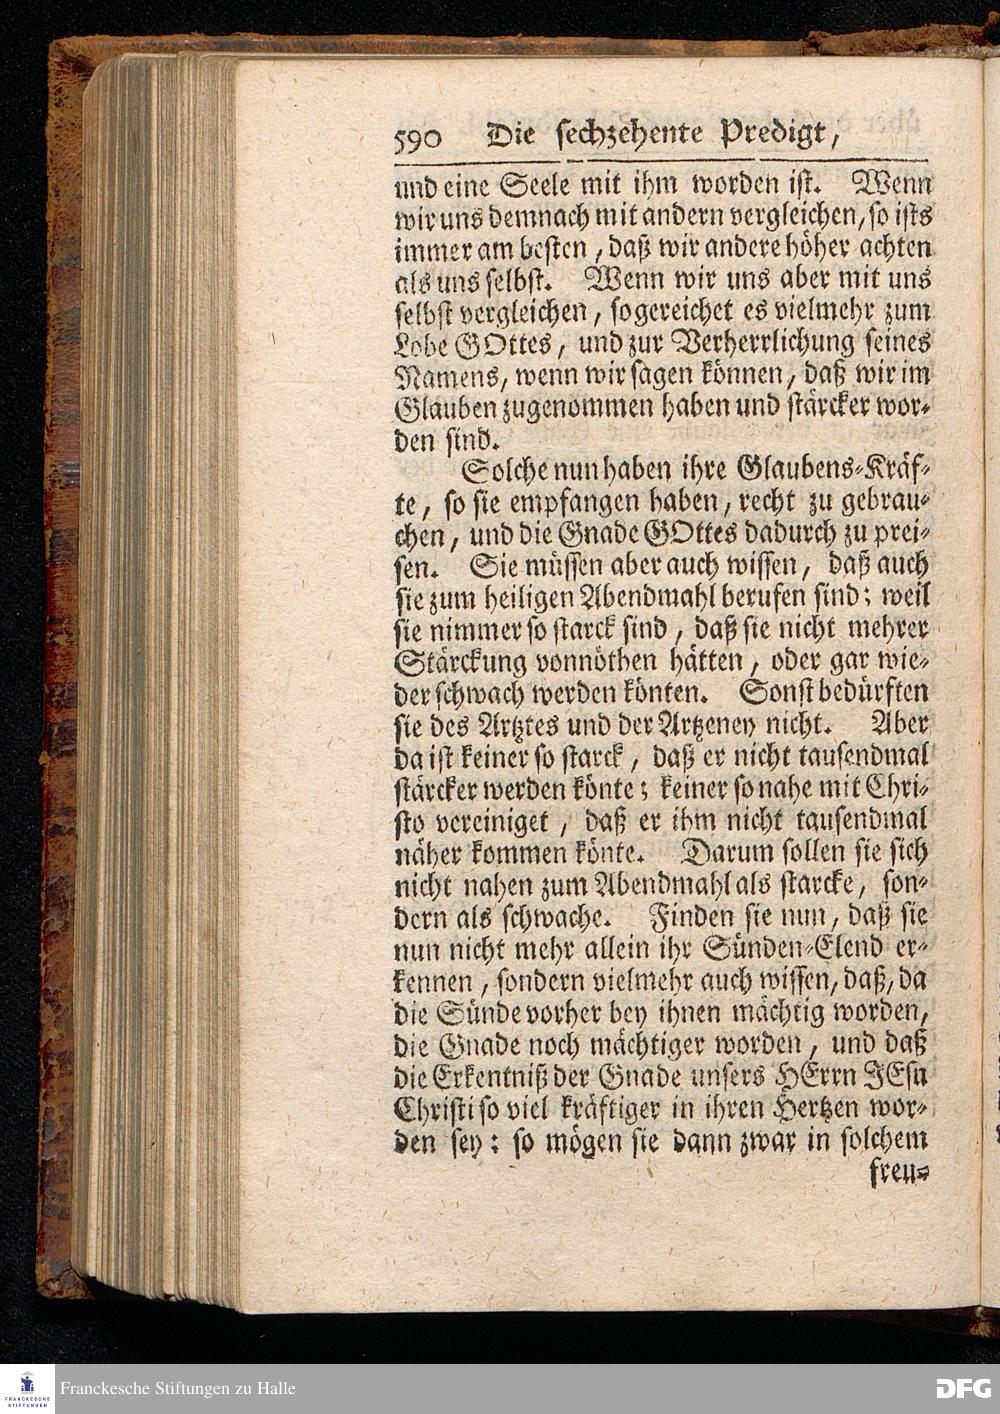 590 Die sechzehente Predigt,
und eine Seele mit ihm worden ist. Wenn
wir uns demnach mit andern vergleichen, so ists
immer am besten, daß wir andere höher achten
als uns selbst. Wenn wir uns aber mit uns
selbst vergleichen, so gereichet es vielmehr zum
Lobe GOttes, und zur Verherrlichung seines
Namens, wenn wir sagen können, daß wir im
Glauben zugenommen haben und stärcker wor-
den sind.
Solche nun haben ihre Glaubens-Kräf-
te, so sie empfangen haben, recht zu gebrau-
chen, und die Gnade GOttes dadurch zu prei-
sen. Sie müssen aber auch wissen, daß auch
sie zum heiligen Abendmahl berufen sind; weil
sie nimmer so starck sind, daß sie nicht mehrer
Stärckung vonnöthen hätten, oder gar wie-
der schwach werden könten. Sonst bedürften
sie des Artztes und der Artzeney nicht. Aber
da ist keiner so starck, daß er nicht tausendmal
stärcker werden könte; keiner so nahe mit Chri-
sto vereiniget, daß er ihm nicht tausendmal
näher kommen könte. Darum sollen sie sich
nicht nahen zum Abendmahl als starcke, son-
dern als schwache. Finden sie nun, daß sie
nun nicht mehr allein ihr Sünden-Elend er-
kennen, sondern vielmehr auch wissen, daß, da
die Sünde vorher bey ihnen mächtig worden,
die Gnade noch mächtiger worden, und daß
die Erkentniß der Gnade unsers HErrn JEsu
Christi so viel kräftiger in ihren Hertzen wor-
den sey: so mögen sie dann zwar in solchem
freu-
FRANCKESCHE
STIFTUNGEN
Franckesche Stiftungen zu Halle
DFG